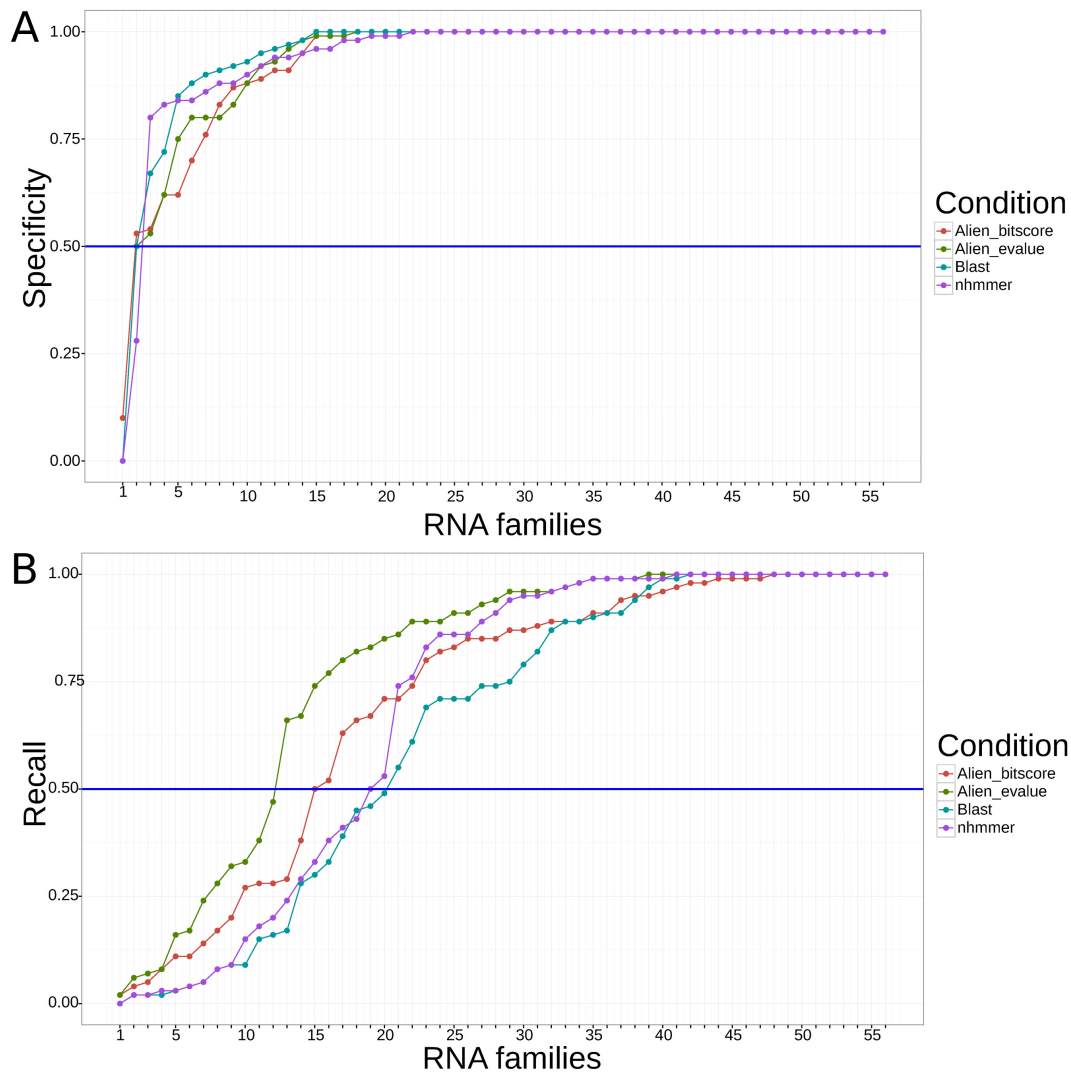 A
Specificity
1.00
0.75
0.50
0.25
0.00
1 5 10 15 20 25 30 35 40 45 50 55
RNA families
Condition
Alien_bitscore
Alien_evalue
Blast
nhmmer
B
Recall
1.00
0.75
0.50
0.25
0.00
1 5 10 15 20 25 30 35 40 45 50 55
RNA families
Condition
Alien_bitscore
Alien_evalue
Blast
nhmmer